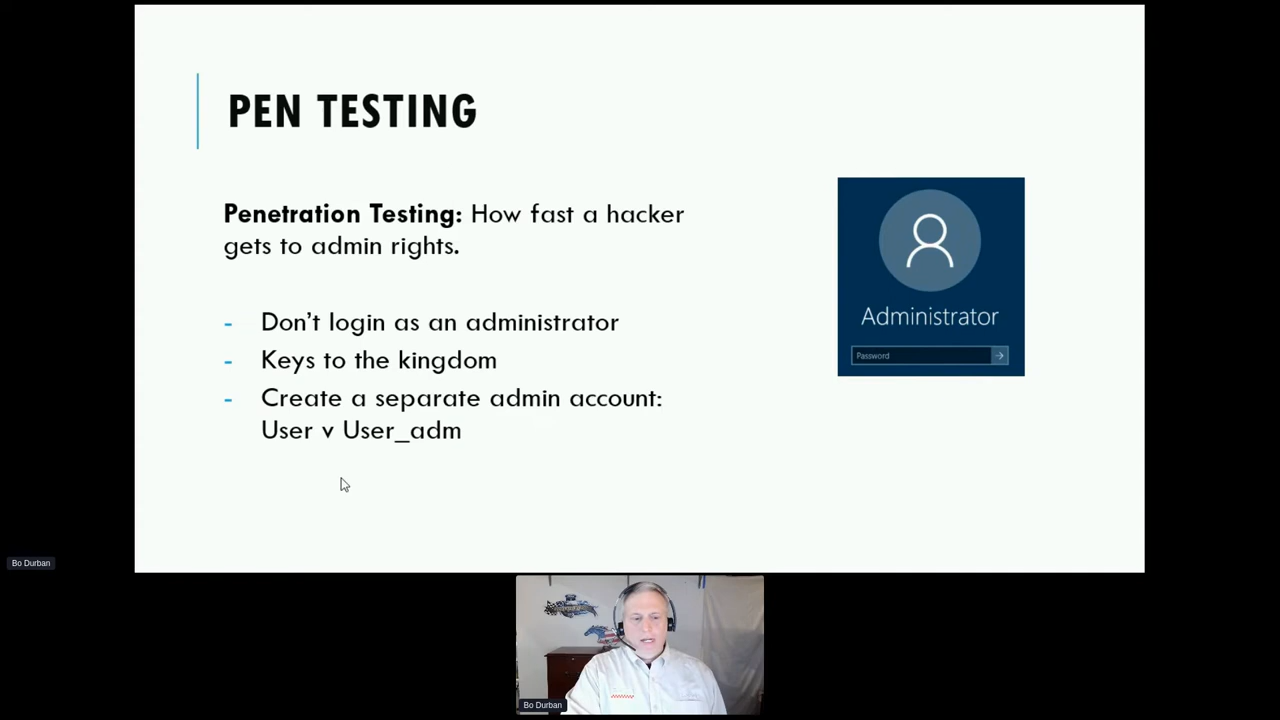 PEN TESTING
Penetration Testing: How fast a hacker
gets to admin rights.
- Don't login as an administrator
- Keys to the kingdom
- Create a separate admin account:
User v User_adm
Administrator
Password
Bo Durban
Bo Durban